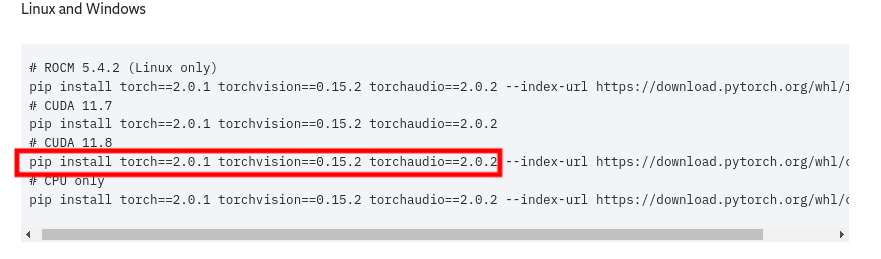 Linux and Windows
# ROCM 5.4.2 (Linux only)
pip install torch==2.0.1 torchvision==0.15.2 torchaudio==2.0.2 --index-url https://download.pytorch.org/whl/
# CUDA 11.7
pip install torch==2.0.1 torchvision==0.15.2 torchaudio==2.0.2
# CUDA 11.8
pip install torch==2.0.1 torchvision==0.15.2 torchaudio==2.0.2 --index-url https://download.pytorch.org/whl/
# CPU only
pip install torch==2.0.1 torchvision==0.15.2 torchaudio==2.0.2 --index-url https://download.pytorch.org/whl/